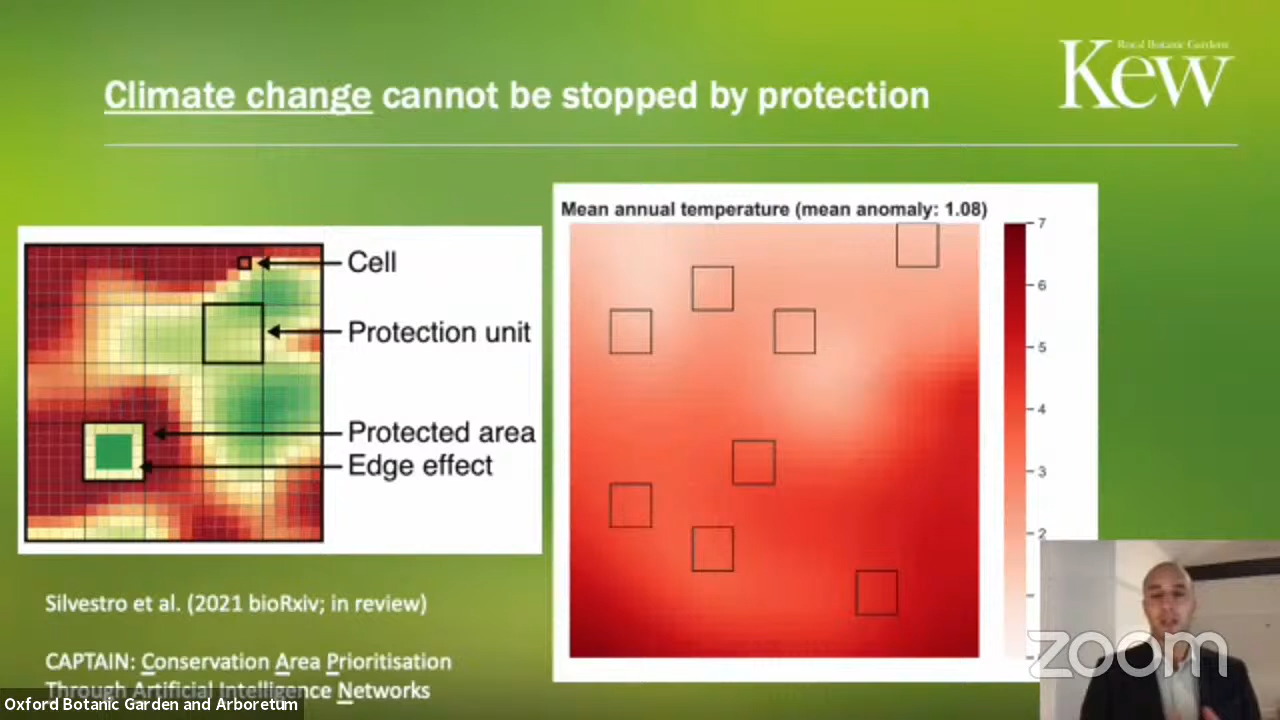 Royal Botanic Gardens
Kew
Climate change cannot be stopped by protection
Cell
Protection unit
Protected area
Edge effect
Mean annual temperature (mean anomaly: 1.08)
7
6
5
4
3
2
Silvestro et al. (2021 bioRxiv; in review)
CAPTAIN: Conservation Area Prioritisation
Through Artificial Intelligence Networks
Oxford Botanic Garden and Arboretum
zoom